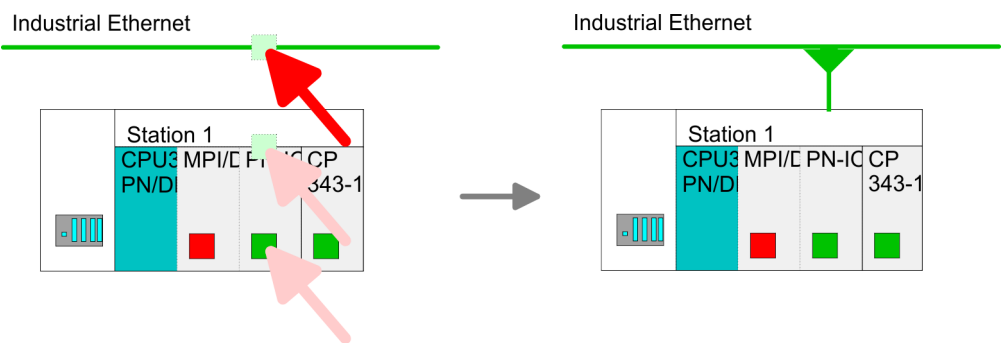 Industrial Ethernet
Station 1
CPU3 MPI/D CP
PN/DI 343-1
Industrial Ethernet
Station 1
CPU3 MPI/D PN-IO CP
PN/DI 343-1